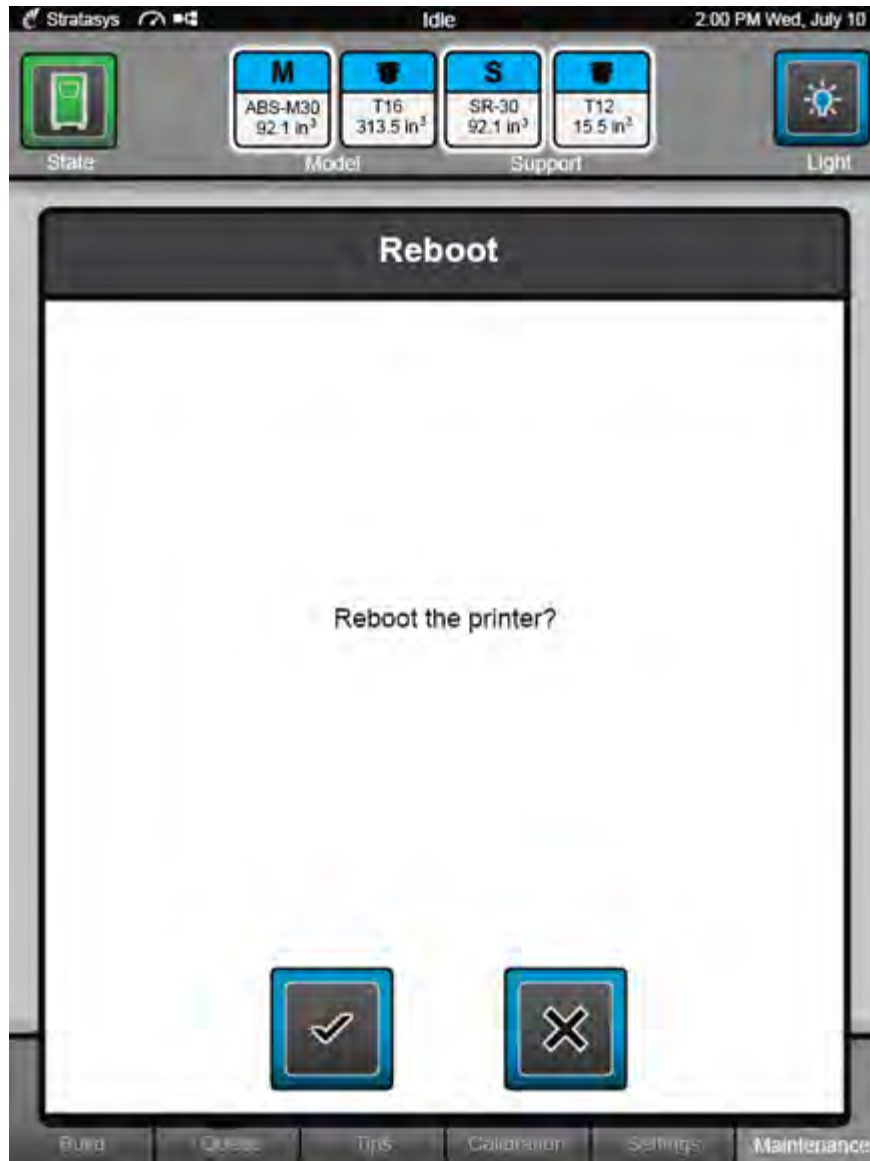 Stratasys Idle 2:00 PM Wed, July 10
M S
ABS-M30 T16 SR-30 T12
92.1 in³ 313.5 in³ 92.1 in³ 15.5 in³
State Model Support Light
Reboot
Reboot the printer?
Build Queue Tips Calibration Settings Maintenance